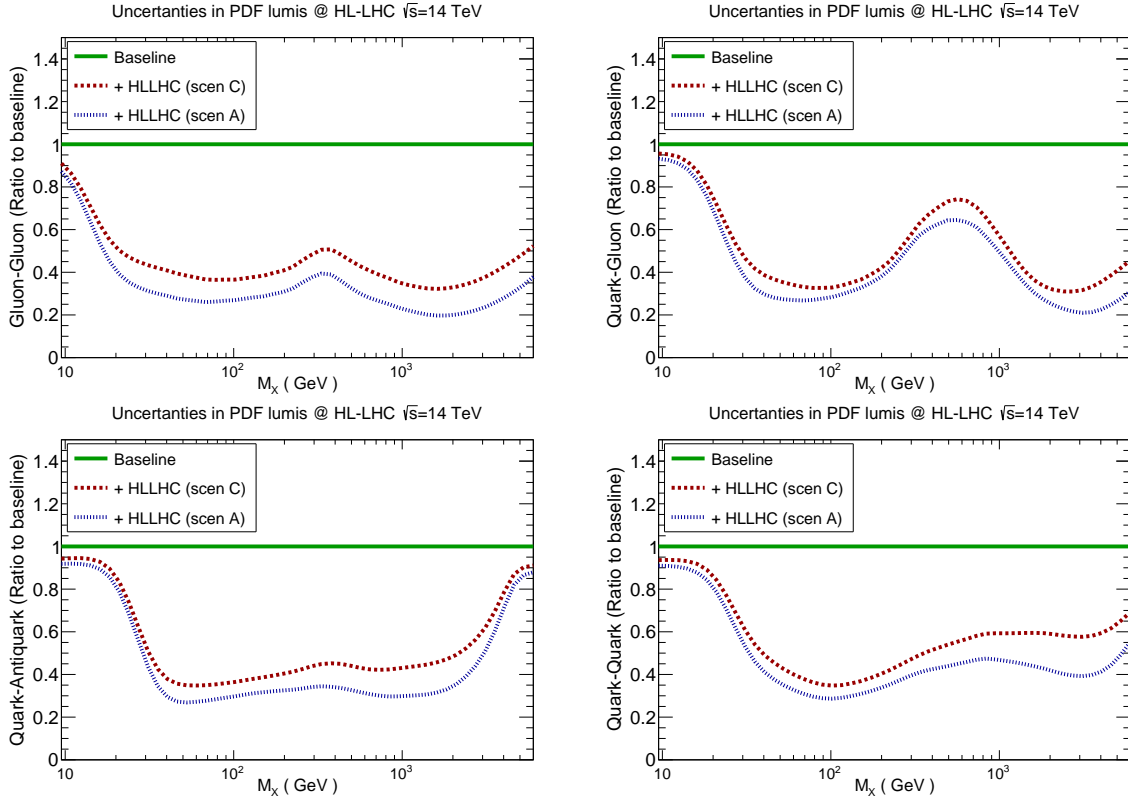 Uncertanties in PDF lumis @ HL-LHC √s=14 TeV
Gluon-Gluon (Ratio to baseline)
1.4
1.2
1
0.8
0.6
0.4
0.2
0
Baseline
+ HLLHC (scen C)
+ HLLHC (scen A)
10 10² 10³
M_X ( GeV )
Uncertanties in PDF lumis @ HL-LHC √s=14 TeV
Quark-Gluon (Ratio to baseline)
1.4
1.2
1
0.8
0.6
0.4
0.2
0
Baseline
+ HLLHC (scen C)
+ HLLHC (scen A)
10 10² 10³
M_X ( GeV )
Uncertanties in PDF lumis @ HL-LHC √s=14 TeV
Quark-Antiquark (Ratio to baseline)
1.4
1.2
1
0.8
0.6
0.4
0.2
0
Baseline
+ HLLHC (scen C)
+ HLLHC (scen A)
10 10² 10³
M_X ( GeV )
Uncertanties in PDF lumis @ HL-LHC √s=14 TeV
Quark-Quark (Ratio to baseline)
1.4
1.2
1
0.8
0.6
0.4
0.2
0
Baseline
+ HLLHC (scen C)
+ HLLHC (scen A)
10 10² 10³
M_X ( GeV )